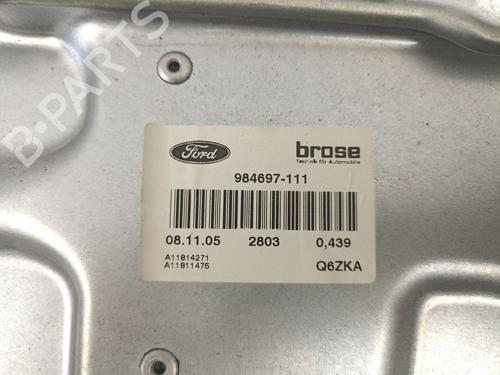 B-PARTS
Ford
brose
Technik für Automobile
984697-111
08.11.05 2803 0,439
A11814271
A11811476
Q6ZKA